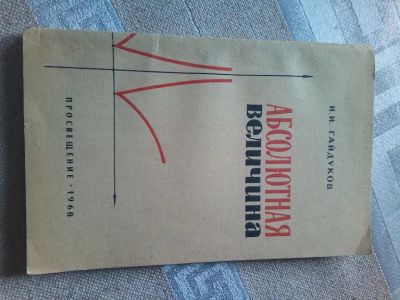 И.И. ГАЙДУКОВ
АБСОЛЮТНАЯ
ВЕЛИЧИНА
ПРОСВЕЩЕНИЕ · 1968